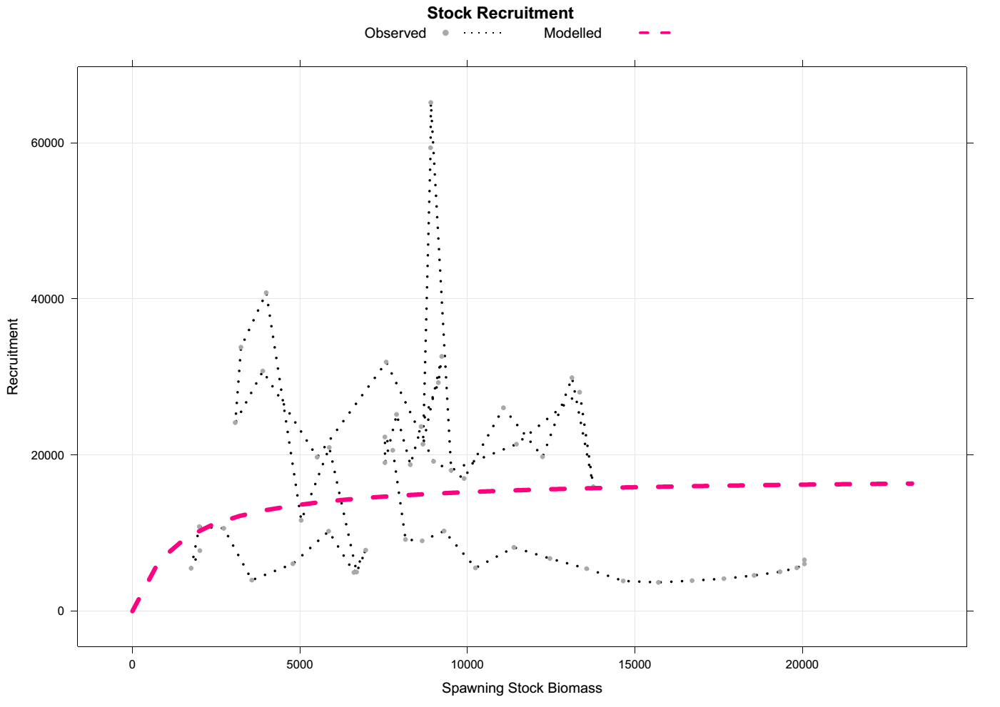 Stock Recruitment
Observed Modelled
60000
40000
20000
0
Recruitment
0 5000 10000 15000 20000
Spawning Stock Biomass